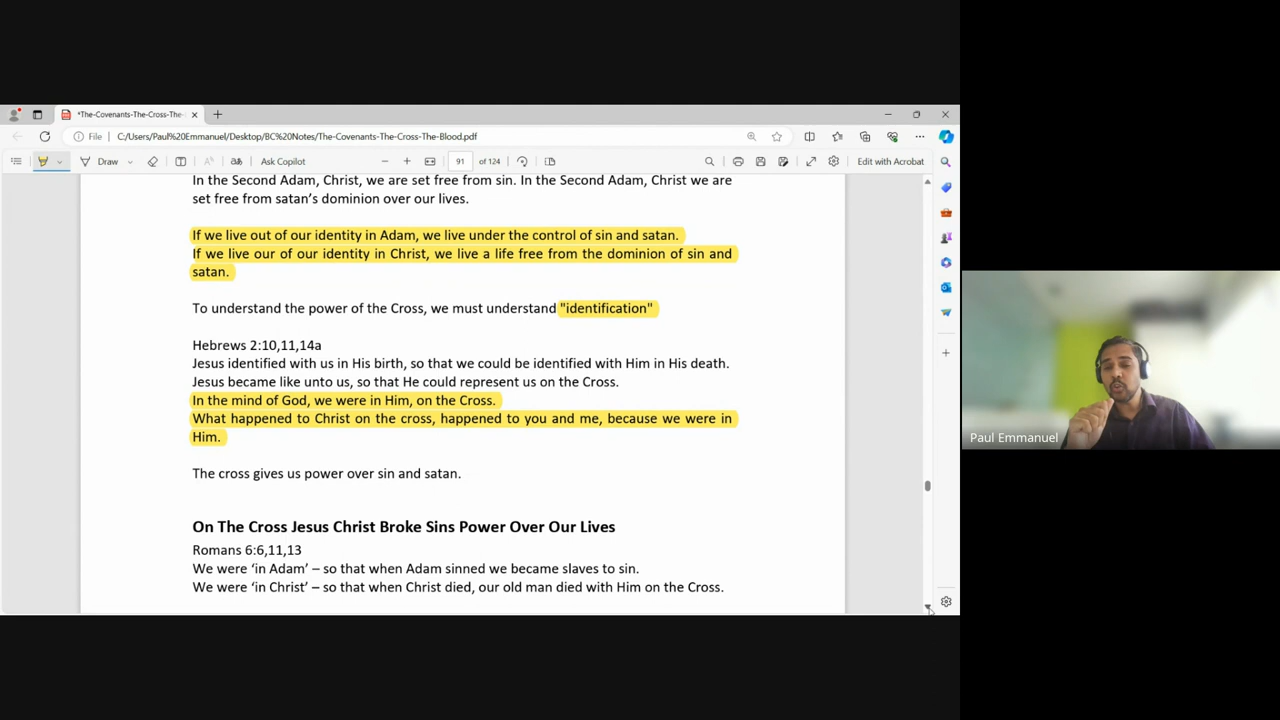 *The-Covenants-The-Cross-The-
File
C:/Users/Paul%20Emmanuel/Desktop/BC%20Notes/The-Covenants-The-Cross-The-Blood.pdf
Draw
Ask Copilot
91
of 124
Edit with Acrobat
In the Second Adam, Christ, we are set free from sin. In the Second Adam, Christ we are
set free from satan's dominion over our lives.
If we live out of our identity in Adam, we live under the control of sin and satan.
If we live our of our identity in Christ, we live a life free from the dominion of sin and
satan.
To understand the power of the Cross, we must understand "identification"
Hebrews 2:10,11,14a
Jesus identified with us in His birth, so that we could be identified with Him in His death.
Jesus became like unto us, so that He could represent us on the Cross.
In the mind of God, we were in Him, on the Cross.
What happened to Christ on the cross, happened to you and me, because we were in
Him.
The cross gives us power over sin and satan.
On The Cross Jesus Christ Broke Sins Power Over Our Lives
Romans 6:6,11,13
We were ‘in Adam’ – so that when Adam sinned we became slaves to sin.
We were ‘in Christ’ – so that when Christ died, our old man died with Him on the Cross.
Paul Emmanuel